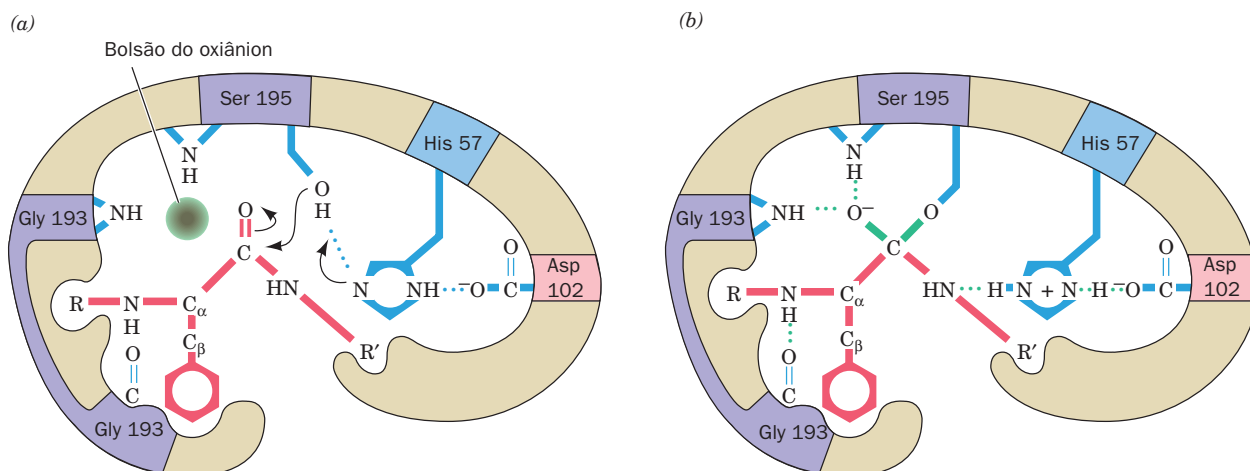 (a)
Bolsão do oxiânion
Ser 195
His 57
N
H
Gly 193
NH
O
O
H
C
R
N
H
Cα
HN
N
NH
−O
C
O
Asp
102
Cβ
R′
O
C
Gly 193
(b)
Ser 195
His 57
N
H
Gly 193
NH
O−
O
C
R
N
H
Cα
HN
H
N
+
N
H
−O
C
O
Asp
102
Cβ
R′
O
C
Gly 193